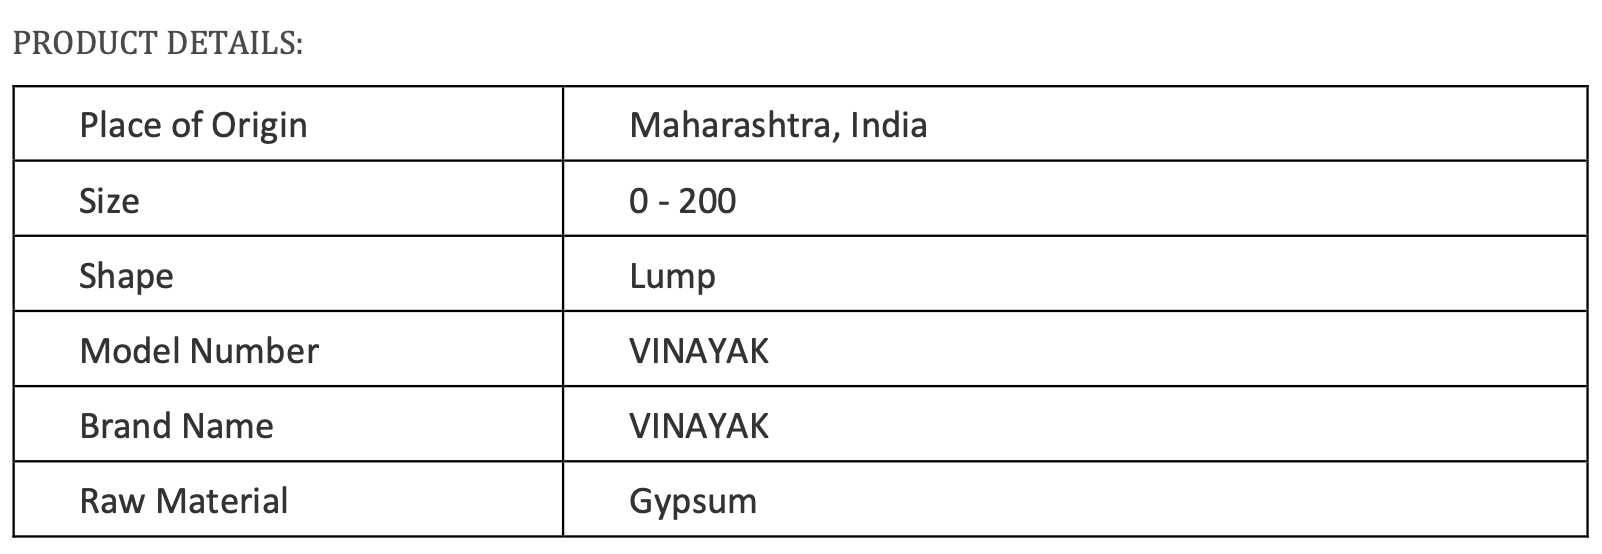 PRODUCT DETAILS:
Place of Origin Maharashtra, India
Size 0 - 200
Shape Lump
Model Number VINAYAK
Brand Name VINAYAK
Raw Material Gypsum